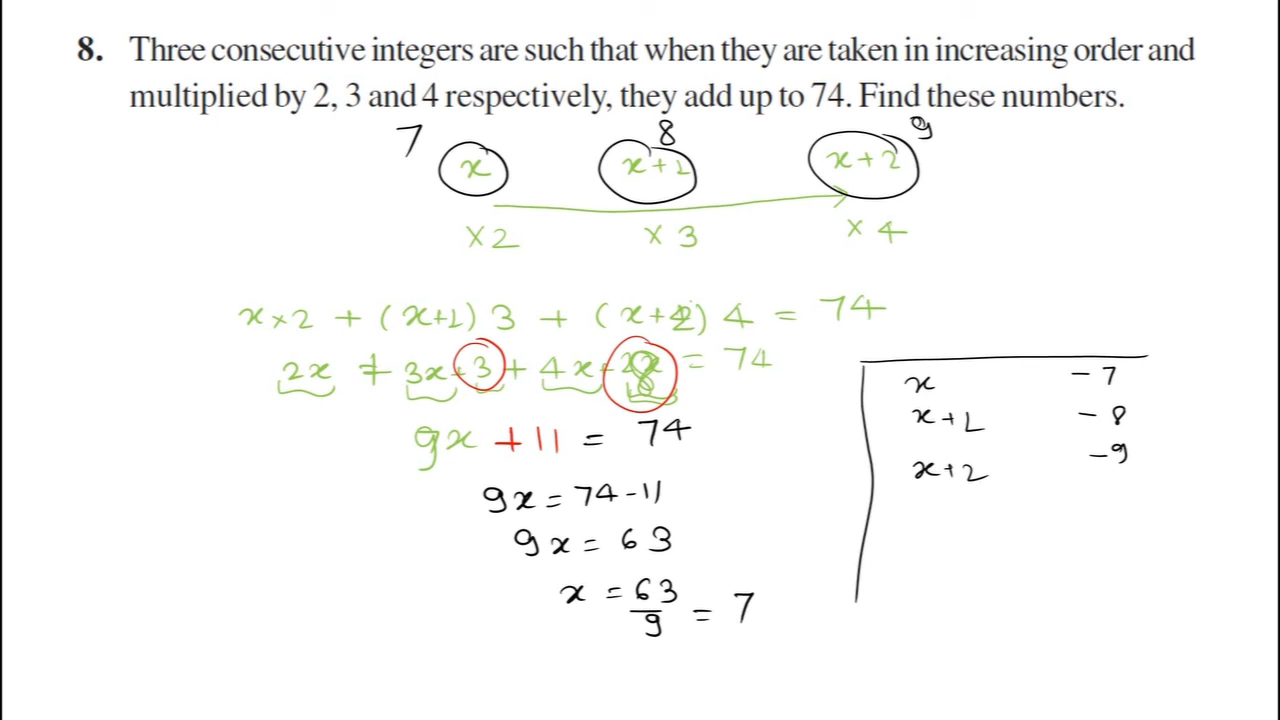 8. Three consecutive integers are such that when they are taken in increasing order and
multiplied by 2, 3 and 4 respectively, they add up to 74. Find these numbers.
7 8 9
x x+1 x+2
×2 ×3 ×4
x×2 + (x+1) 3 + (x+2) 4 = 74
2x + 3x+3 + 4x+8 = 74
9x +11 = 74
9x = 74-11
9x = 63
x = 63/9 = 7
x - 7
x+1 - 8
x+2 - 9